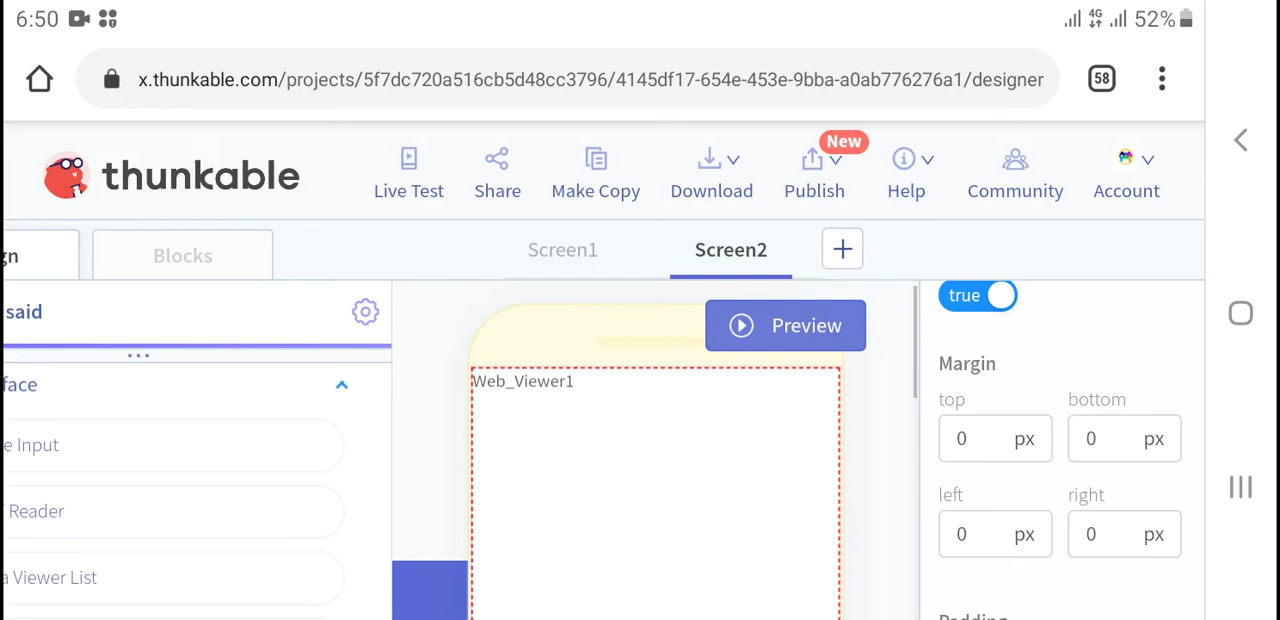 6:50
4G
52%
x.thunkable.com/projects/5f7dc720a516cb5d48cc3796/4145df17-654e-453e-9bba-a0ab776276a1/designer
58
thunkable
Live Test
Share
Make Copy
Download
New
Publish
Help
Community
Account
gn
Blocks
Screen1
Screen2
said
Preview
true
face
Web_Viewer1
Margin
top
bottom
0 px
0 px
e Input
left
right
Reader
0 px
0 px
a Viewer List
Padding